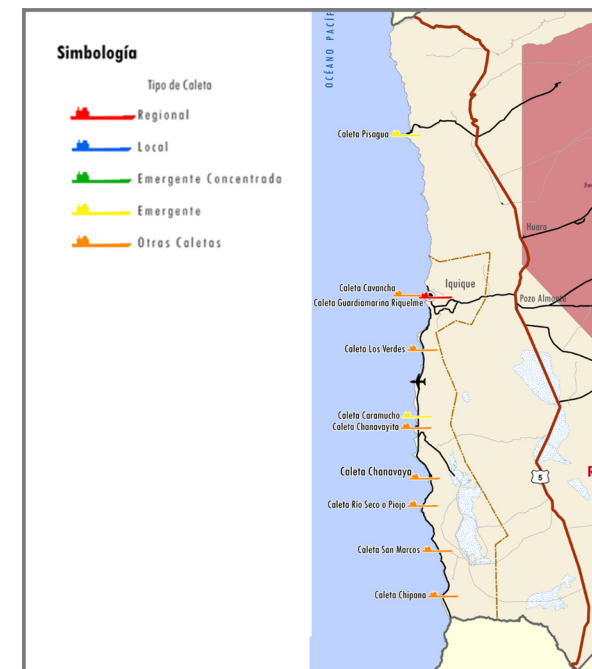 Simbología
Tipo de Caleta
Regional
Local
Emergente Concentrada
Emergente
Otras Caletas
OCÉANO PACÍF
Caleta Pisagua
Huara
Caleta Cavancha
Iquique
Caleta Guardiamarina Riquelme
Pozo Almonte
Caleta Los Verdes
Caleta Caramucho
Caleta Chanavayita
Caleta Chanavaya
5
Caleta Río Seco o Piojo
Caleta San Marcos
Caleta Chipana